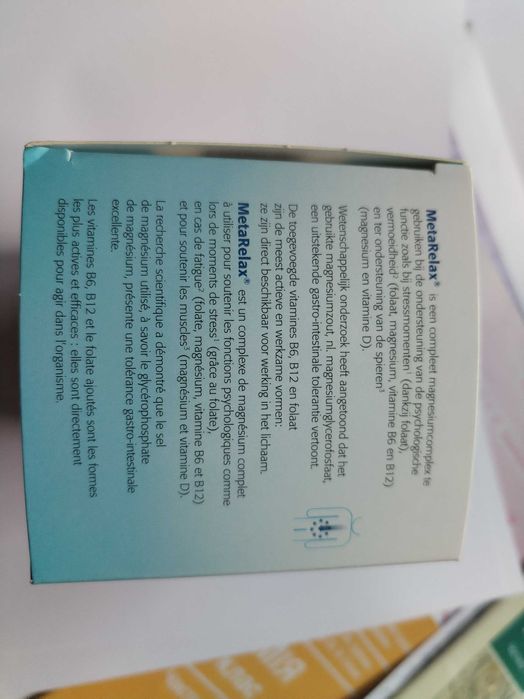 MetaRelax® is een compleet magnesiumcomplex te
gebruiken bij de ondersteuning van de psychologische
functie zoals bij stressmomenten¹ (dankzij folaat),
vermoeidheid² (folaat, magnesium, vitamine B6 en B12)
en ter ondersteuning van de spieren³
(magnesium en vitamine D).
Wetenschappelijk onderzoek heeft aangetoond dat het
gebruikte magnesiumzout, nl. magnesiumglycerofosfaat,
een uitstekende gastro-intestinale tolerantie vertoont.
De toegevoegde vitamines B6, B12 en folaat
zijn de meest actieve en werkzame vormen:
ze zijn direct beschikbaar voor werking in het lichaam.
MetaRelax® est un complexe de magnésium complet
à utiliser pour soutenir les fonctions psychologiques comme
lors de moments de stress¹ (grâce au folate),
en cas de fatigue² (folate, magnésium, vitamine B6 et B12)
et pour soutenir les muscles³ (magnésium et vitamine D).
La recherche scientifique a démontré que le sel
de magnésium utilisé, à savoir le glycérophosphate
de magnésium, présente une tolérance gastro-intestinale
excellente.
Les vitamines B6, B12 et le folate ajoutés sont les formes
les plus actives et efficaces : elles sont directement
disponibles pour agir dans l'organisme.